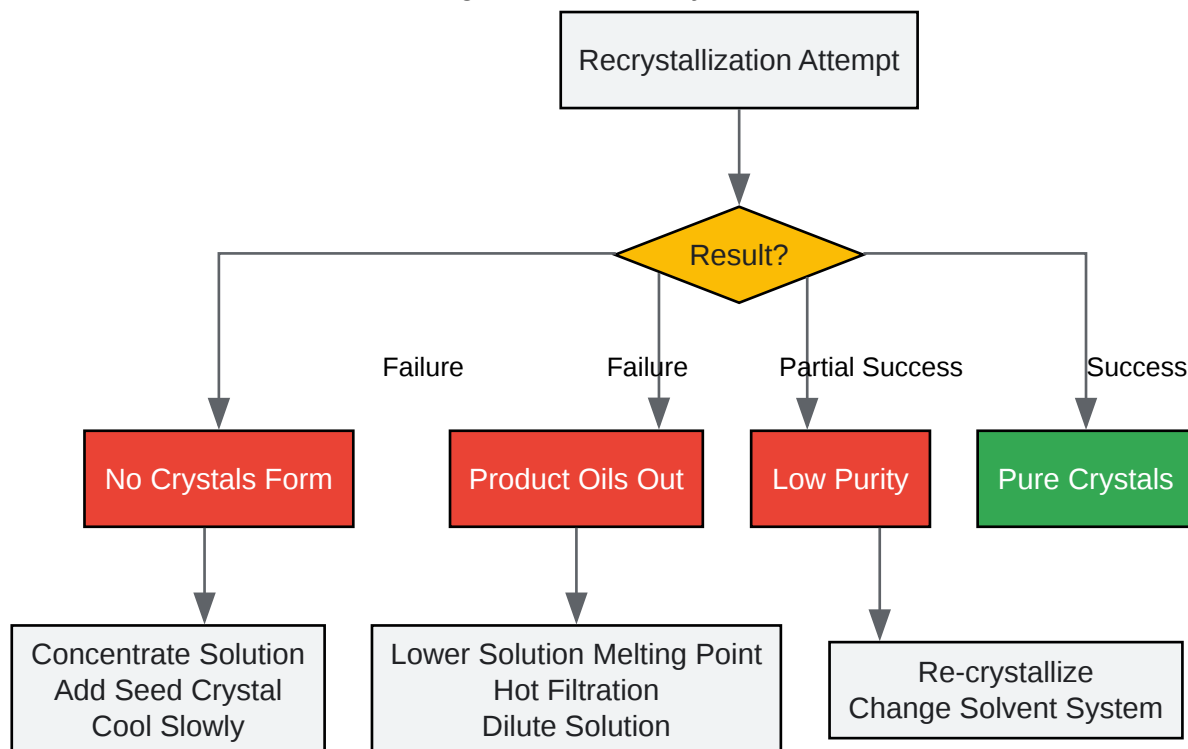 Recrystallization Attempt
Result?
Failure
Failure
Partial Success
Success
No Crystals Form
Product Oils Out
Low Purity
Pure Crystals
Concentrate Solution
Add Seed Crystal
Cool Slowly
Lower Solution Melting Point
Hot Filtration
Dilute Solution
Re-crystallize
Change Solvent System